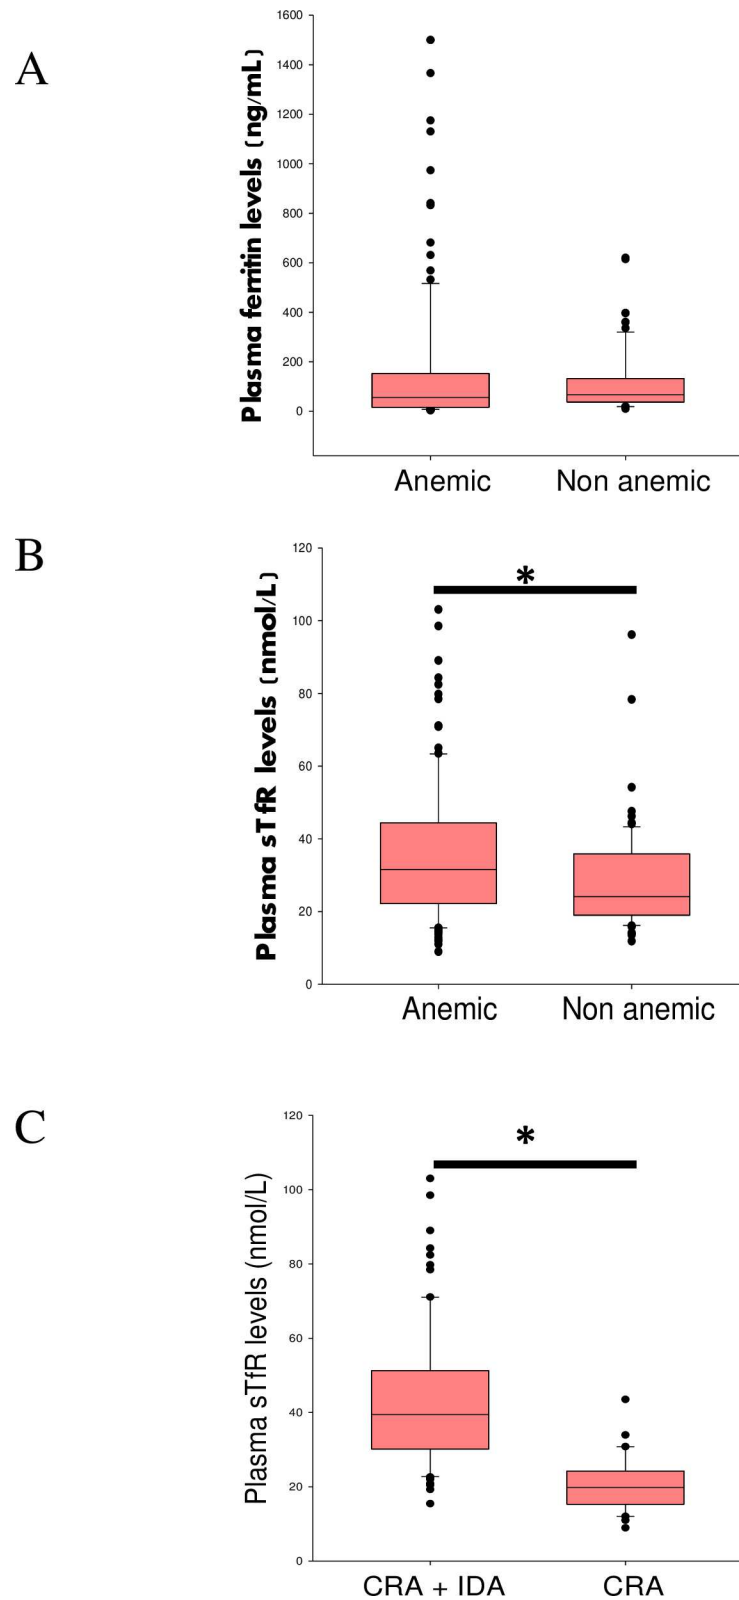 A
Plasma ferritin levels (ng/mL)
1600
1400
1200
1000
800
600
400
200
0
Anemic Non anemic
B
Plasma sTfR levels (nmol/L)
120
100
80
60
40
20
0
*
Anemic Non anemic
C
Plasma sTfR levels (nmol/L)
120
100
80
60
40
20
0
*
CRA + IDA CRA